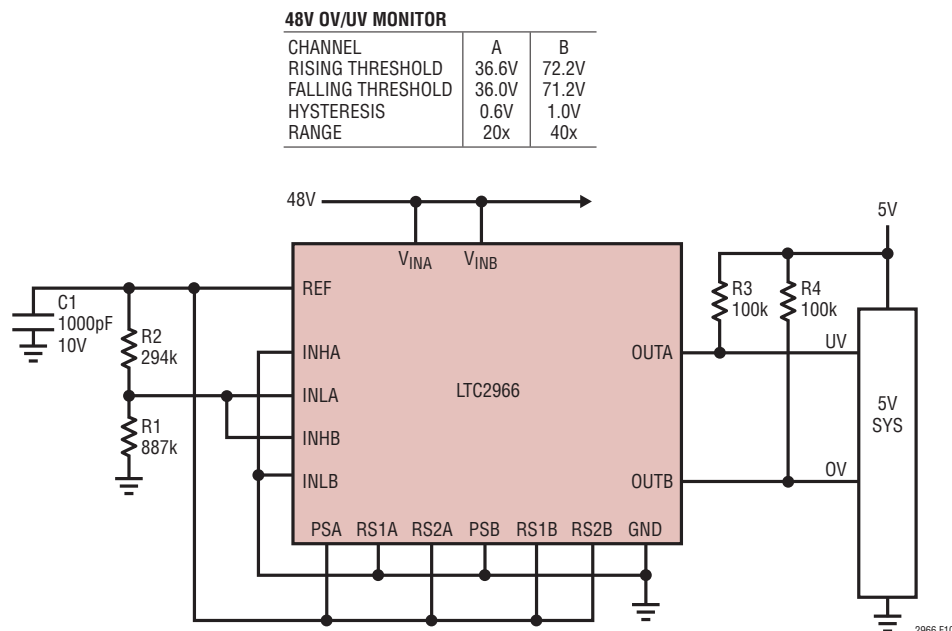 48V OV/UV MONITOR
CHANNEL A B
RISING THRESHOLD 36.6V 72.2V
FALLING THRESHOLD 36.0V 71.2V
HYSTERESIS 0.6V 1.0V
RANGE 20x 40x
48V
5V
VINA VINB
REF
C1
1000pF
10V
R2
294k
R1
887k
INHA
INLA
INHB
INLB
LTC2966
OUTA
OUTB
R3
100k
R4
100k
UV
OV
5V
SYS
PSA RS1A RS2A PSB RS1B RS2B GND
2966 F10